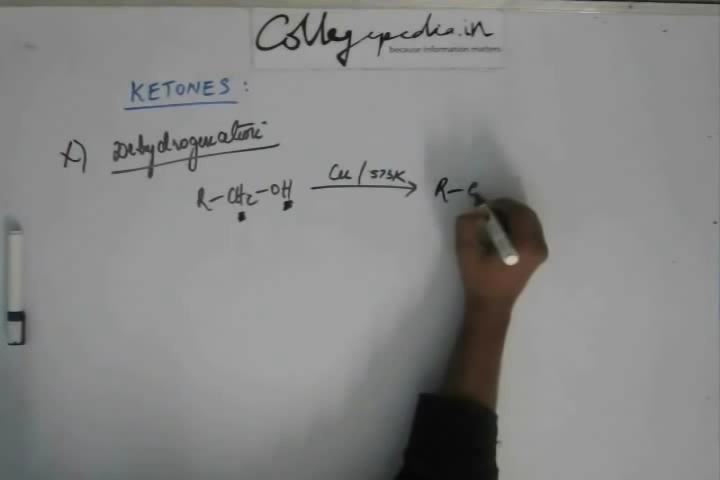 Collegepedia.in
because information matters
KETONES :
x) Dehydrogenation
R-CH2-OH Cu / 573K R-C